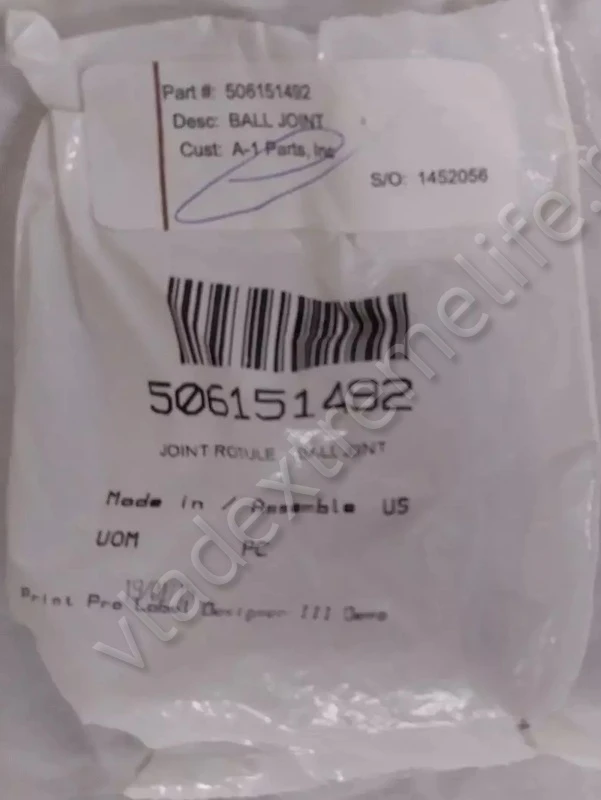 Part #: 506151492
Desc: BALL JOINT
Cust: A-1 Parts, Inc
S/O: 1452056
506151492
JOINT ROTULE BALL JOINT
Made in / Assemble US
UOM PC
Print Pro Label Designer III Demo
vladextremelife.r